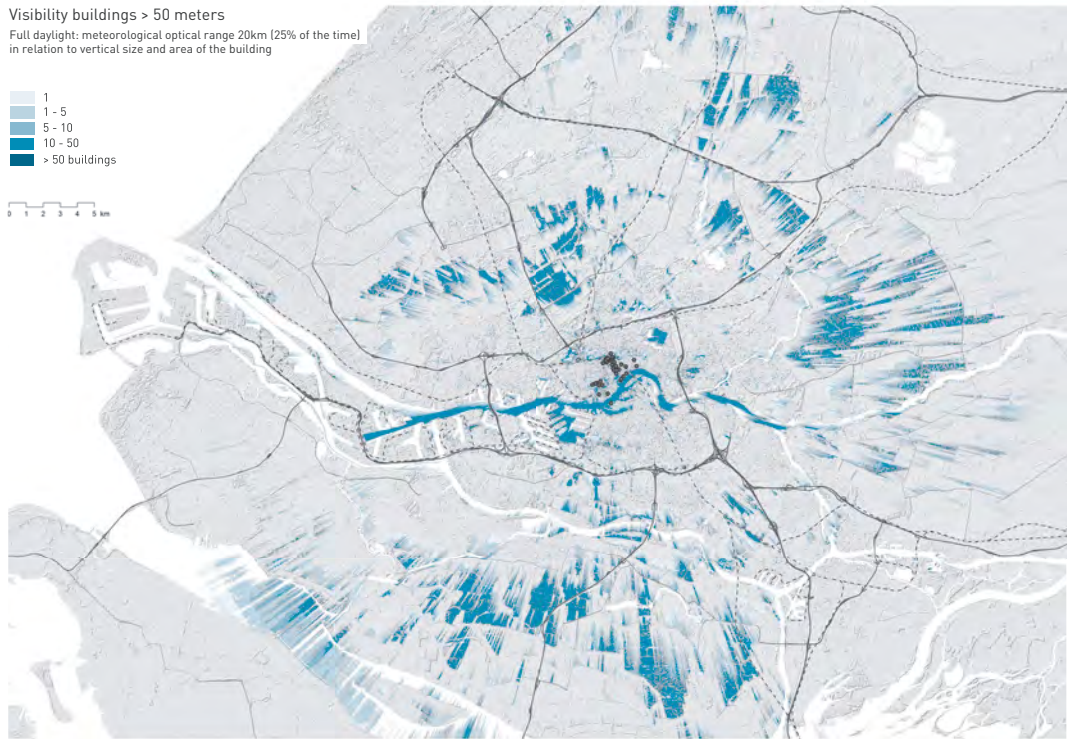 Visibility buildings > 50 meters
Full daylight: meteorological optical range 20km (25% of the time)
in relation to vertical size and area of the building
1
1 - 5
5 - 10
10 - 50
> 50 buildings
0 1 2 3 4 5 km